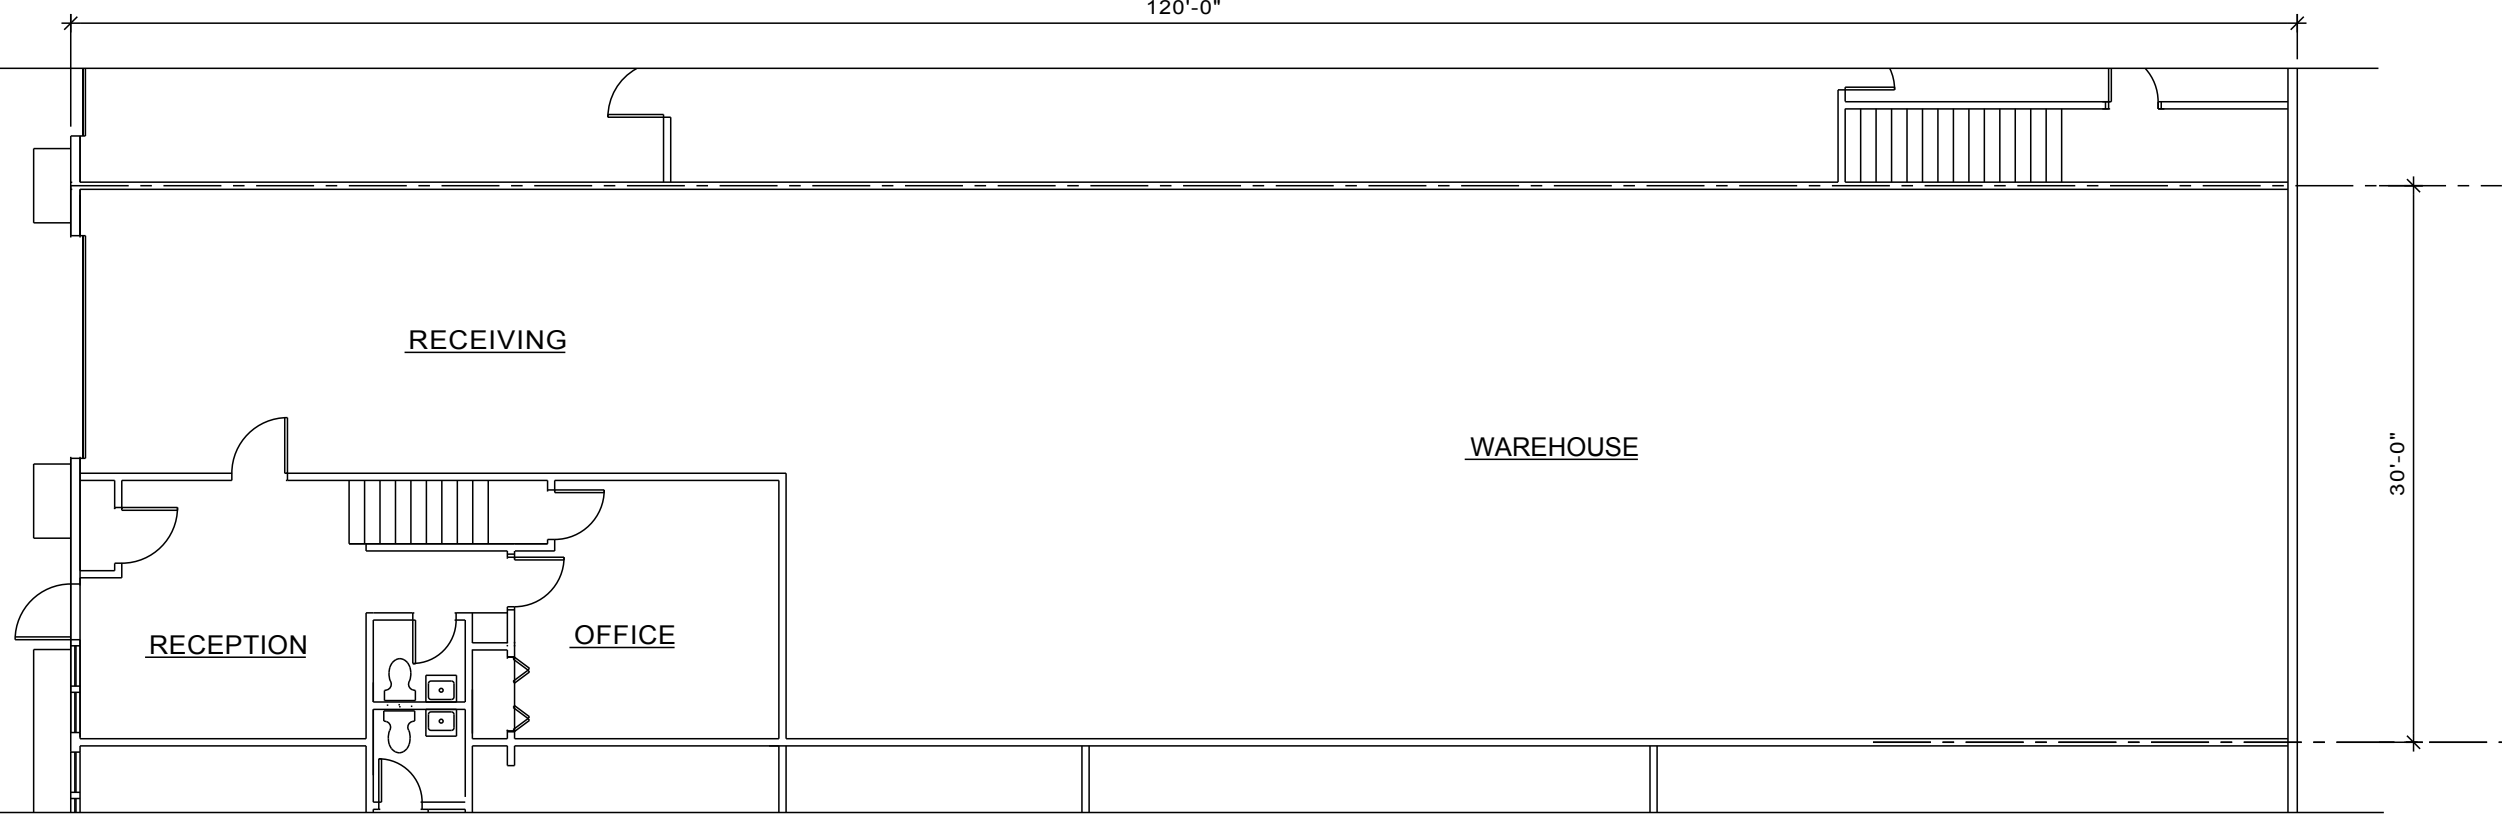 120'-0"
RECEIVING
WAREHOUSE
30'-0"
OFFICE
RECEPTION